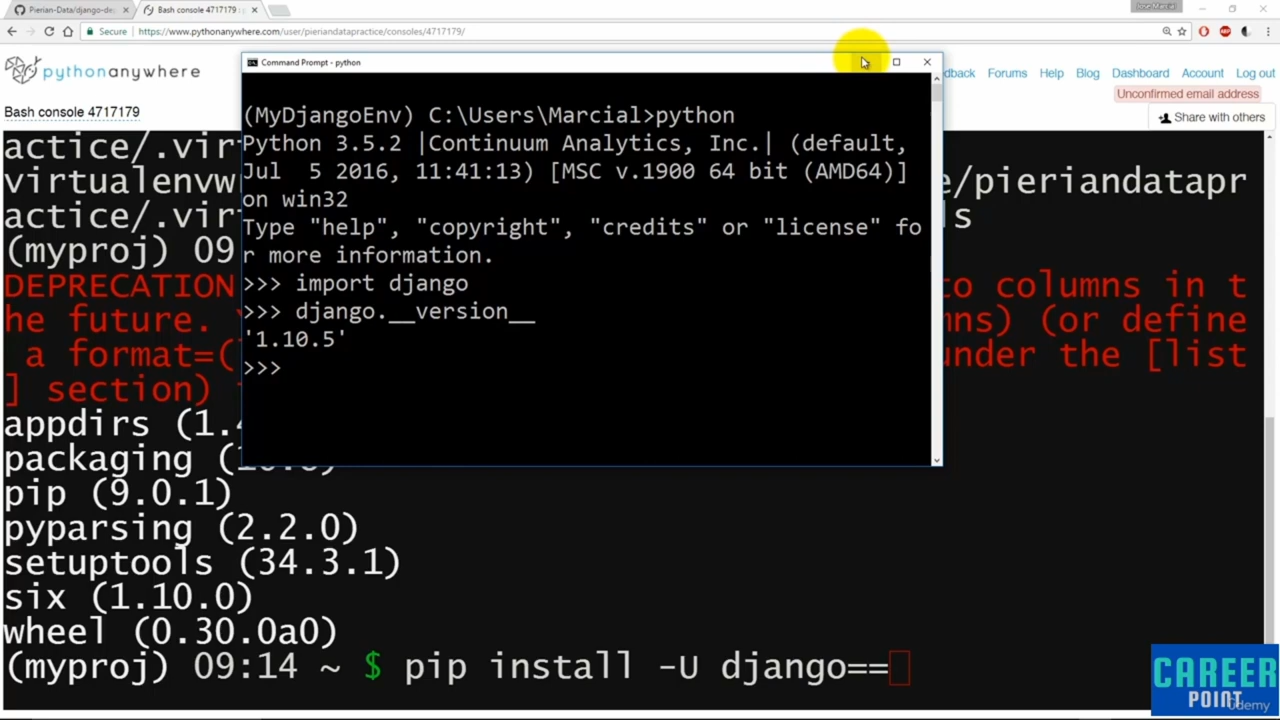 Pierian-Data/django-de
Bash console 4717179 :
Jose Marcial
Secure
https://www.pythonanywhere.com/user/pieriandatapractice/consoles/4717179/
pythonanywhere
dback Forums Help Blog Dashboard Account Log out
Unconfirmed email address
Bash console 4717179
Share with others
Command Prompt - python
(MyDjangoEnv) C:\Users\Marcial>python
Python 3.5.2 |Continuum Analytics, Inc.| (default,
Jul  5 2016, 11:41:13) [MSC v.1900 64 bit (AMD64)]
on win32
Type "help", "copyright", "credits" or "license" fo
r more information.
>>> import django
>>> django.__version__
'1.10.5'
>>>
actice/.vir
virtualenvw e/pieriandatapr
actice/.vir s
(myproj) 09:
DEPRECATION to columns in t
he future. mns) (or define
a format=( under the [list
] section)
appdirs (1.4
packaging (
pip (9.0.1)
pyparsing (2.2.0)
setuptools (34.3.1)
six (1.10.0)
wheel (0.30.0a0)
(myproj) 09:14 ~ $ pip install -U django==
CAREER
POINT
Udemy